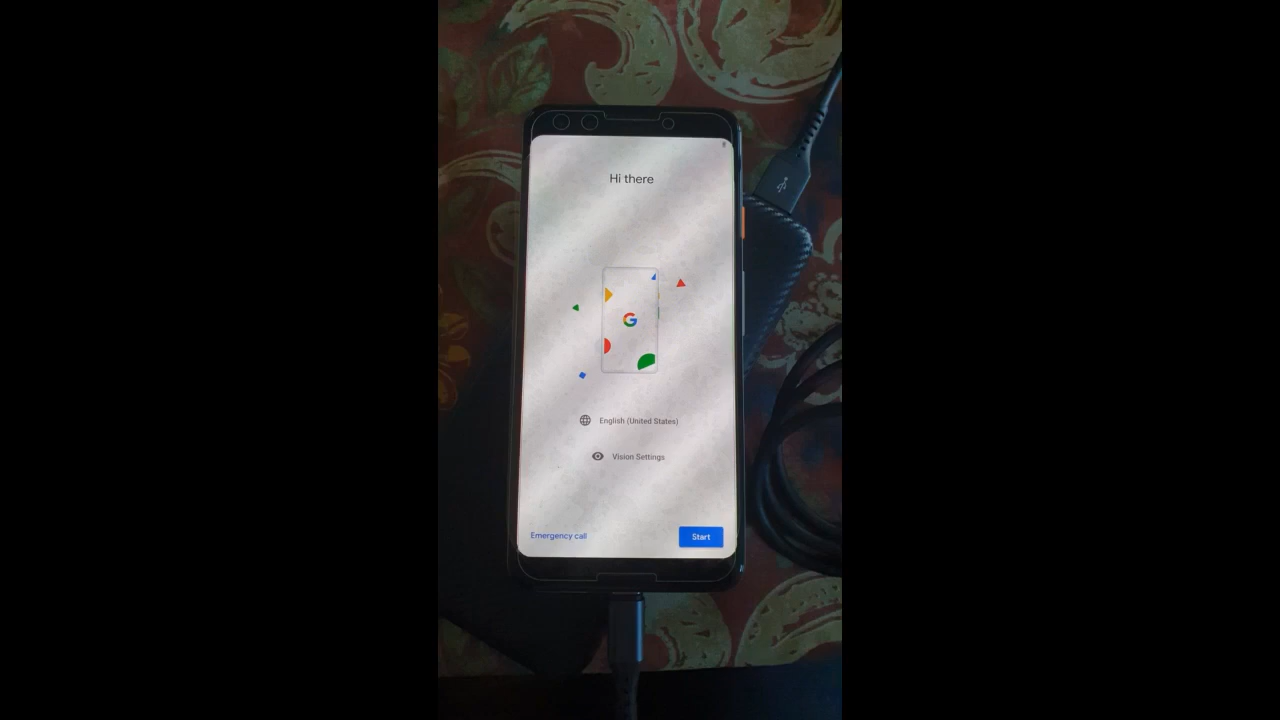 Hi there
G
English (United States)
Vision Settings
Emergency call
Start